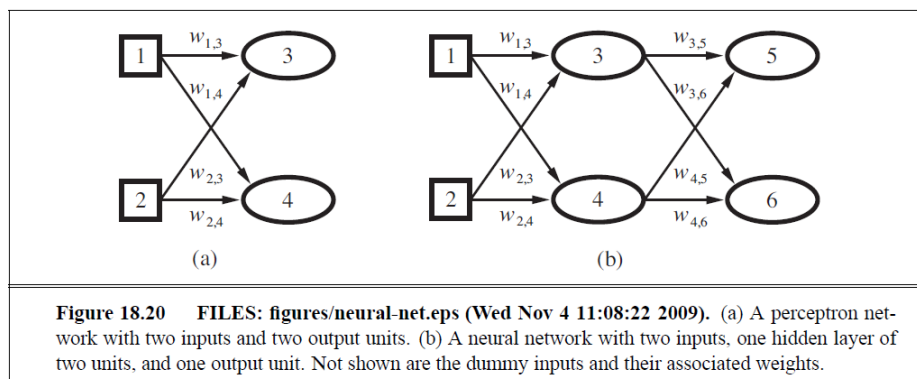 w1,3 w1,3 w3,5
1 3 1 3 5
w1,4 w1,4 w3,6
w2,3 w2,3 w4,5
2 4 2 4 6
w2,4 w2,4 w4,6
(a) (b)
Figure 18.20 FILES: figures/neural-net.eps (Wed Nov 4 11:08:22 2009). (a) A perceptron net-
work with two inputs and two output units. (b) A neural network with two inputs, one hidden layer of
two units, and one output unit. Not shown are the dummy inputs and their associated weights.